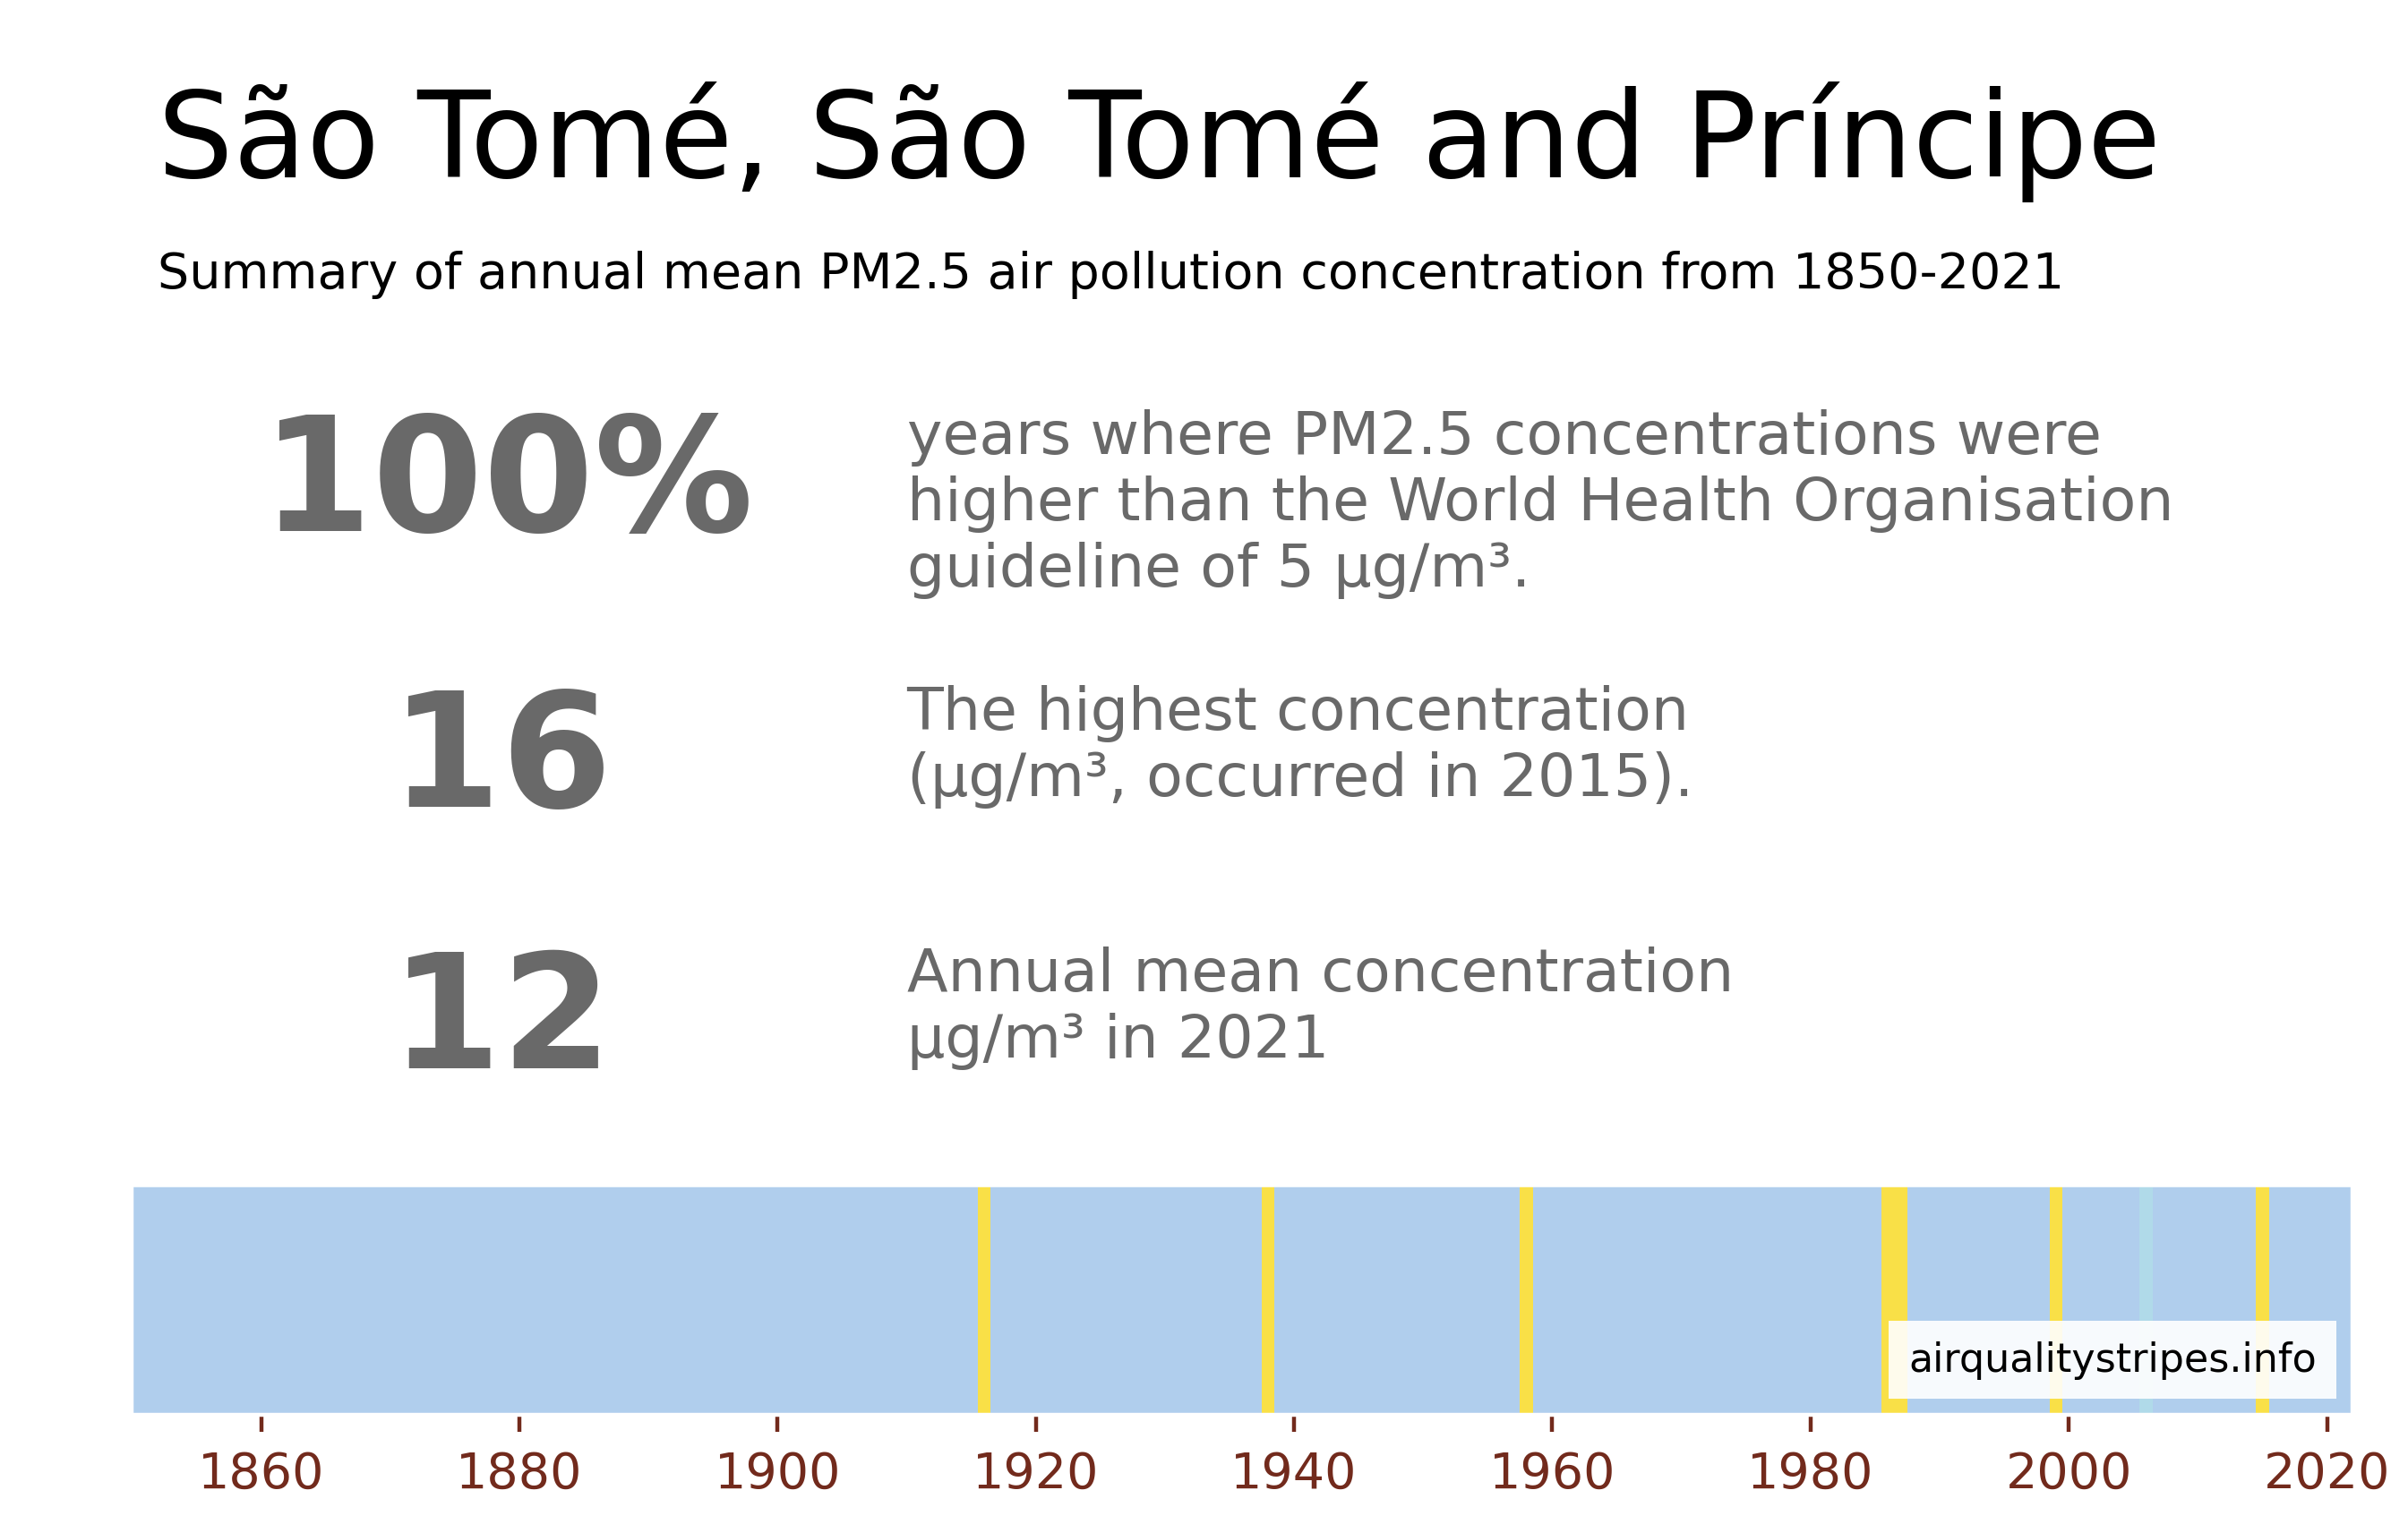 São Tomé, São Tomé and Príncipe
Summary of annual mean PM2.5 air pollution concentration from 1850-2021
100%
years where PM2.5 concentrations were
higher than the World Health Organisation
guideline of 5 µg/m³.
16
The highest concentration
(µg/m³, occurred in 2015).
12
Annual mean concentration
µg/m³ in 2021
airqualitystripes.info
1860 1880 1900 1920 1940 1960 1980 2000 2020